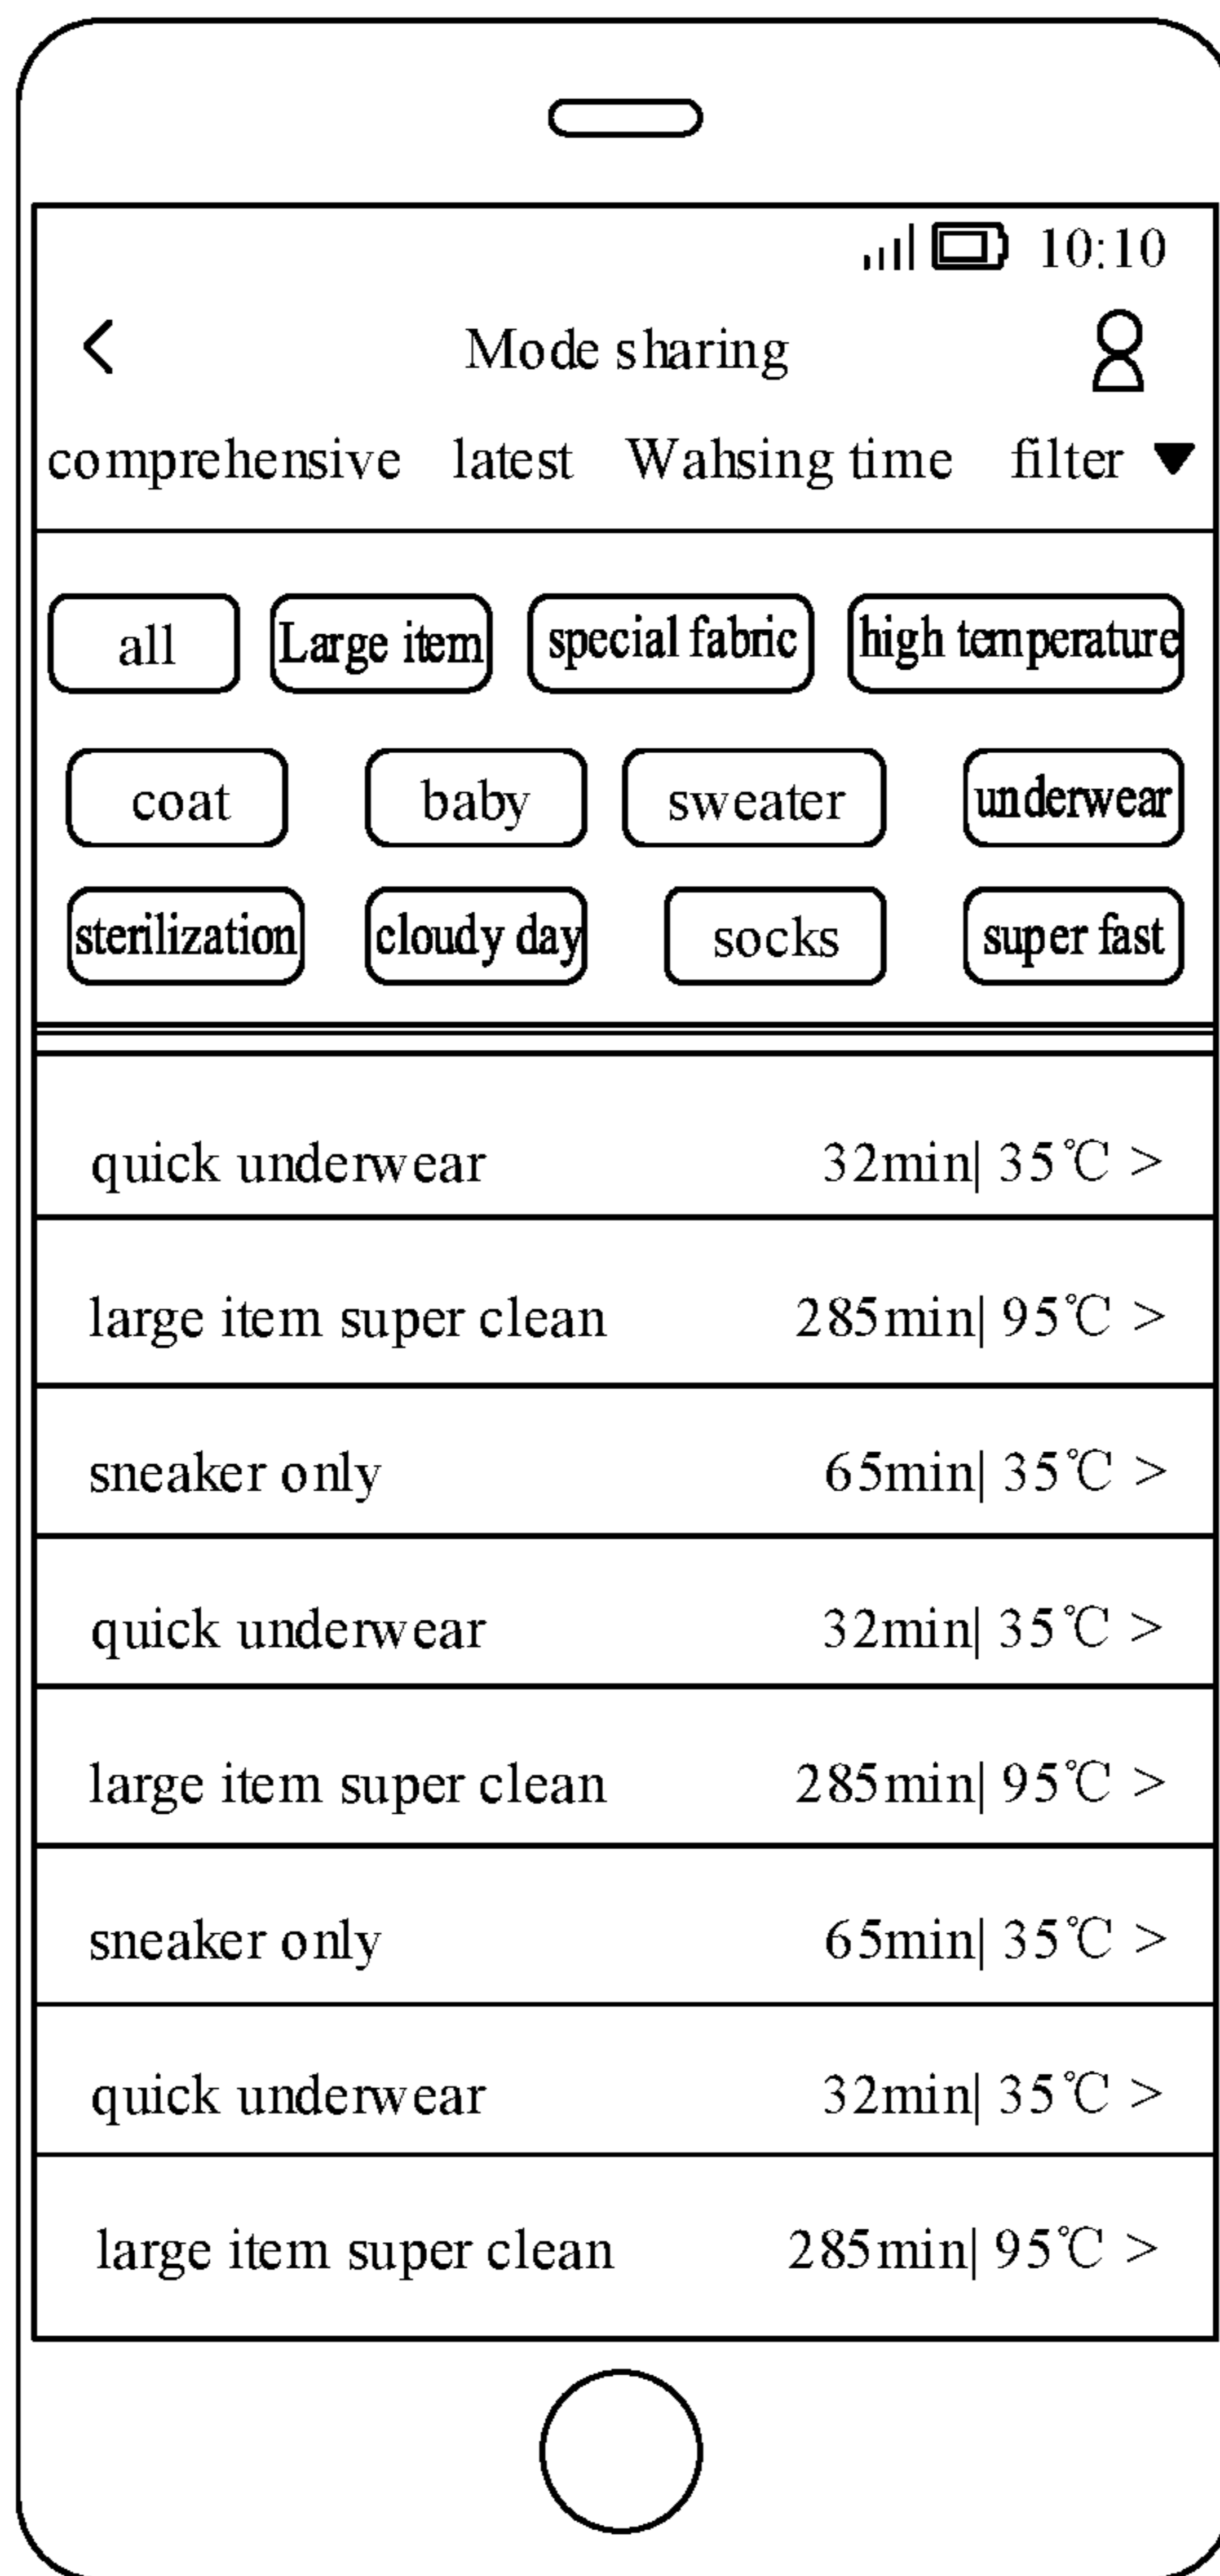 10:10
< Mode sharing
comprehensive latest Wahsing time filter ▼
all Large item special fabric high temperature
coat baby sweater underwear
sterilization cloudy day socks super fast
quick underwear 32min| 35℃ >
large item super clean 285min| 95℃ >
sneaker only 65min| 35℃ >
quick underwear 32min| 35℃ >
large item super clean 285min| 95℃ >
sneaker only 65min| 35℃ >
quick underwear 32min| 35℃ >
large item super clean 285min| 95℃ >